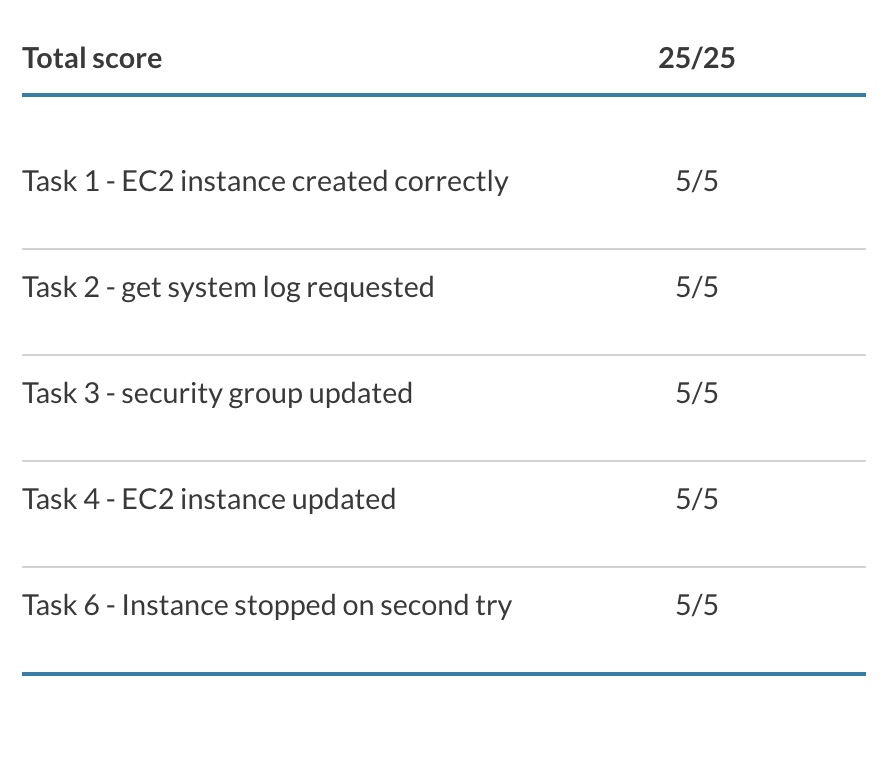 Total score 25/25
Task 1 - EC2 instance created correctly 5/5
Task 2 - get system log requested 5/5
Task 3 - security group updated 5/5
Task 4 - EC2 instance updated 5/5
Task 6 - Instance stopped on second try 5/5